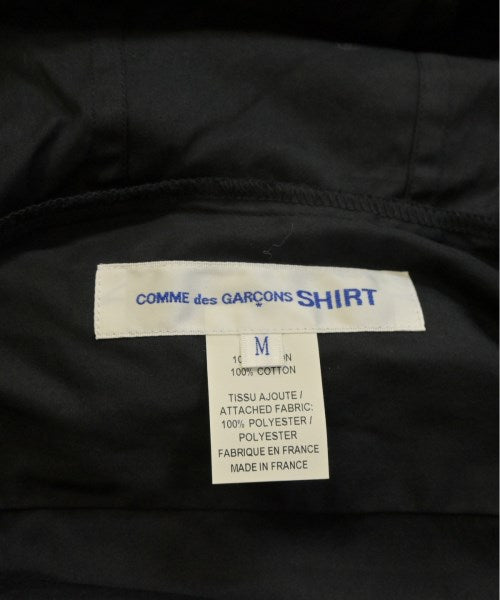 COMME des GARÇONS SHIRT
*
M
100% COTTON
TISSU AJOUTE /
ATTACHED FABRIC:
100% POLYESTER /
POLYESTER
FABRIQUE EN FRANCE
MADE IN FRANCE